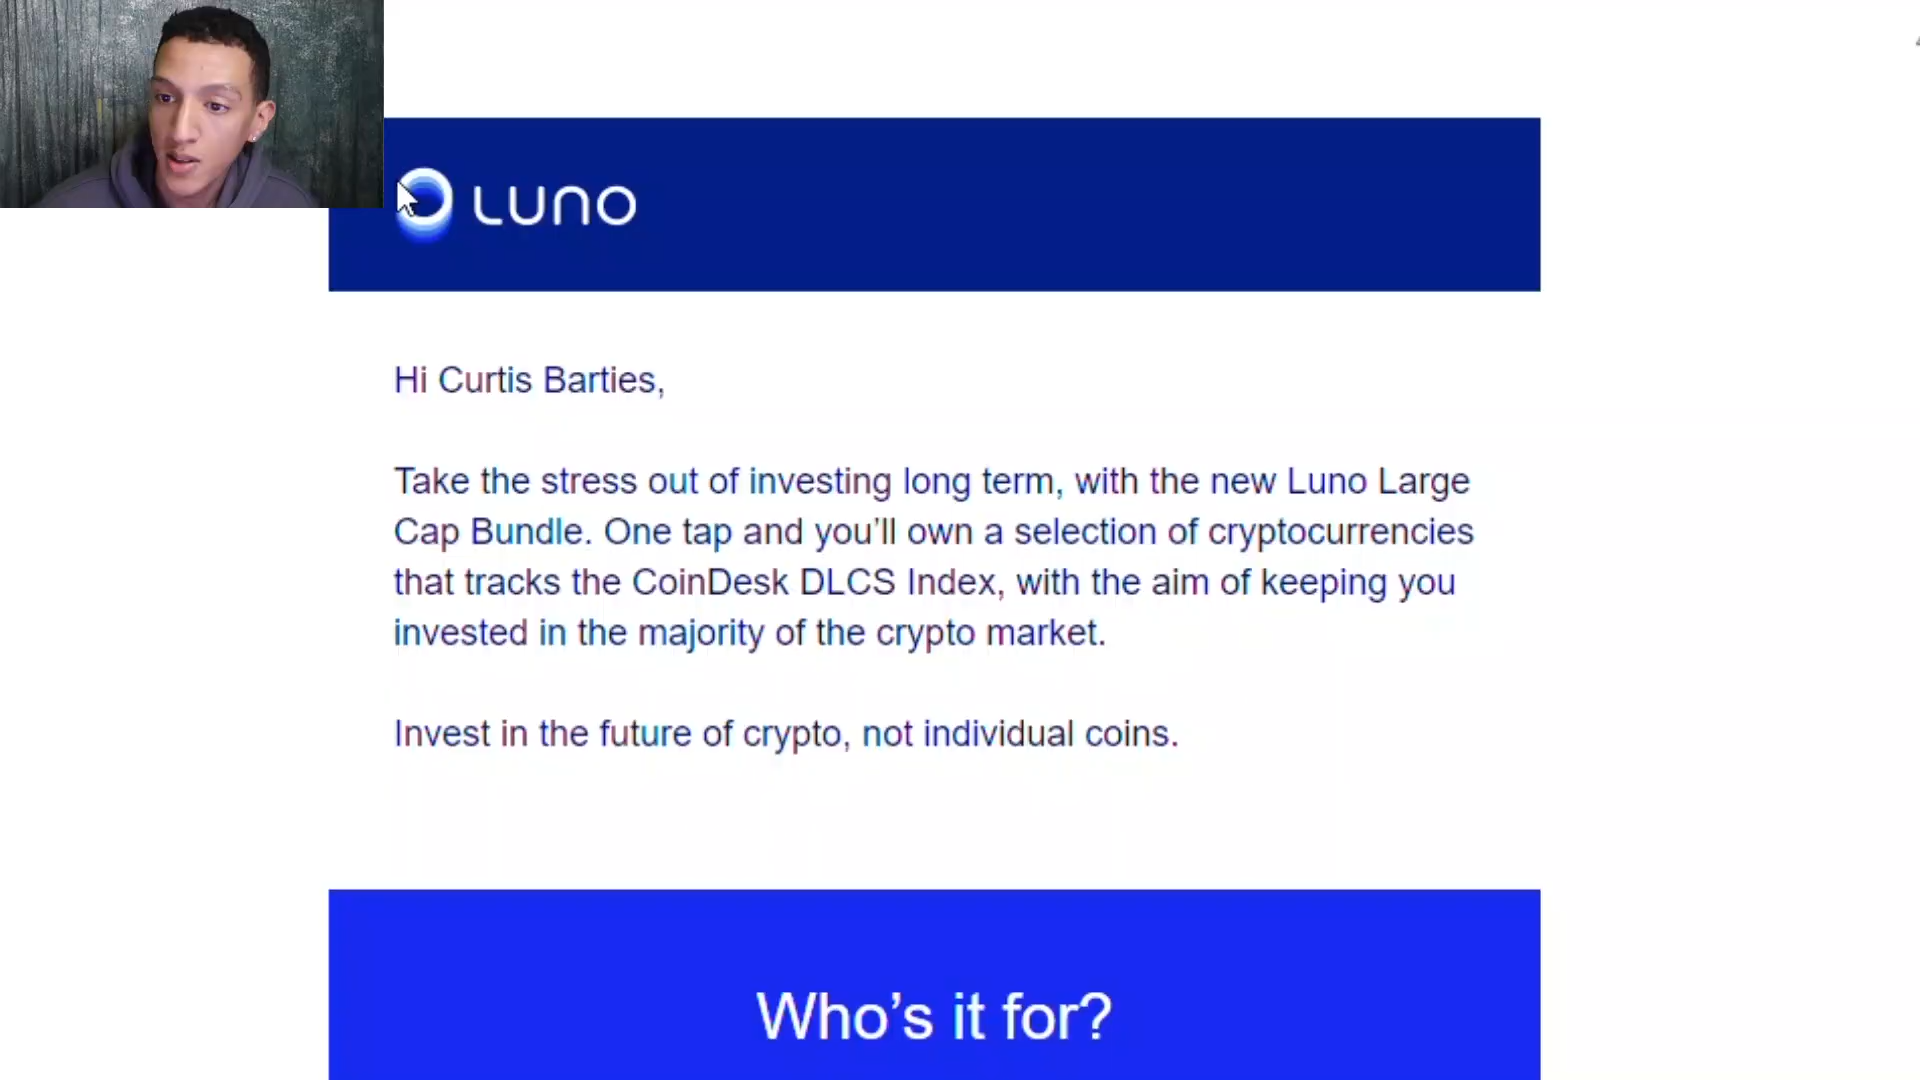 LUNO
Hi Curtis Barties,
Take the stress out of investing long term, with the new Luno Large
Cap Bundle. One tap and you’ll own a selection of cryptocurrencies
that tracks the CoinDesk DLCS Index, with the aim of keeping you
invested in the majority of the crypto market.
Invest in the future of crypto, not individual coins.
Who’s it for?